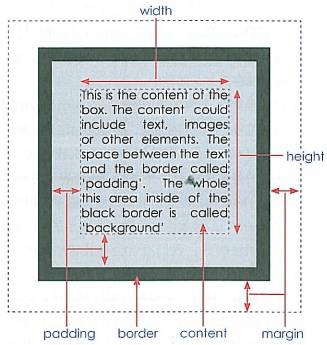 width
This is the content of the
box. The content could
include text, images
or other elements. The
space between the text
and the border called
'padding'. The whole
this area inside of the
black border is called
'background'
height
padding
border
content
margin